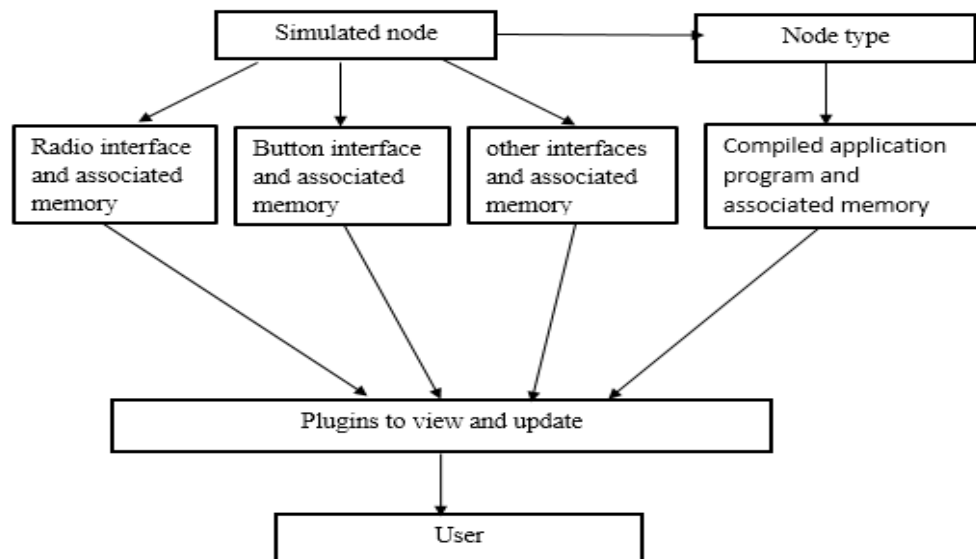 Simulated node
Node type
Radio interface
and associated
memory
Button interface
and associated
memory
other interfaces
and associated
memory
Compiled application
program and
associated memory
Plugins to view and update
User